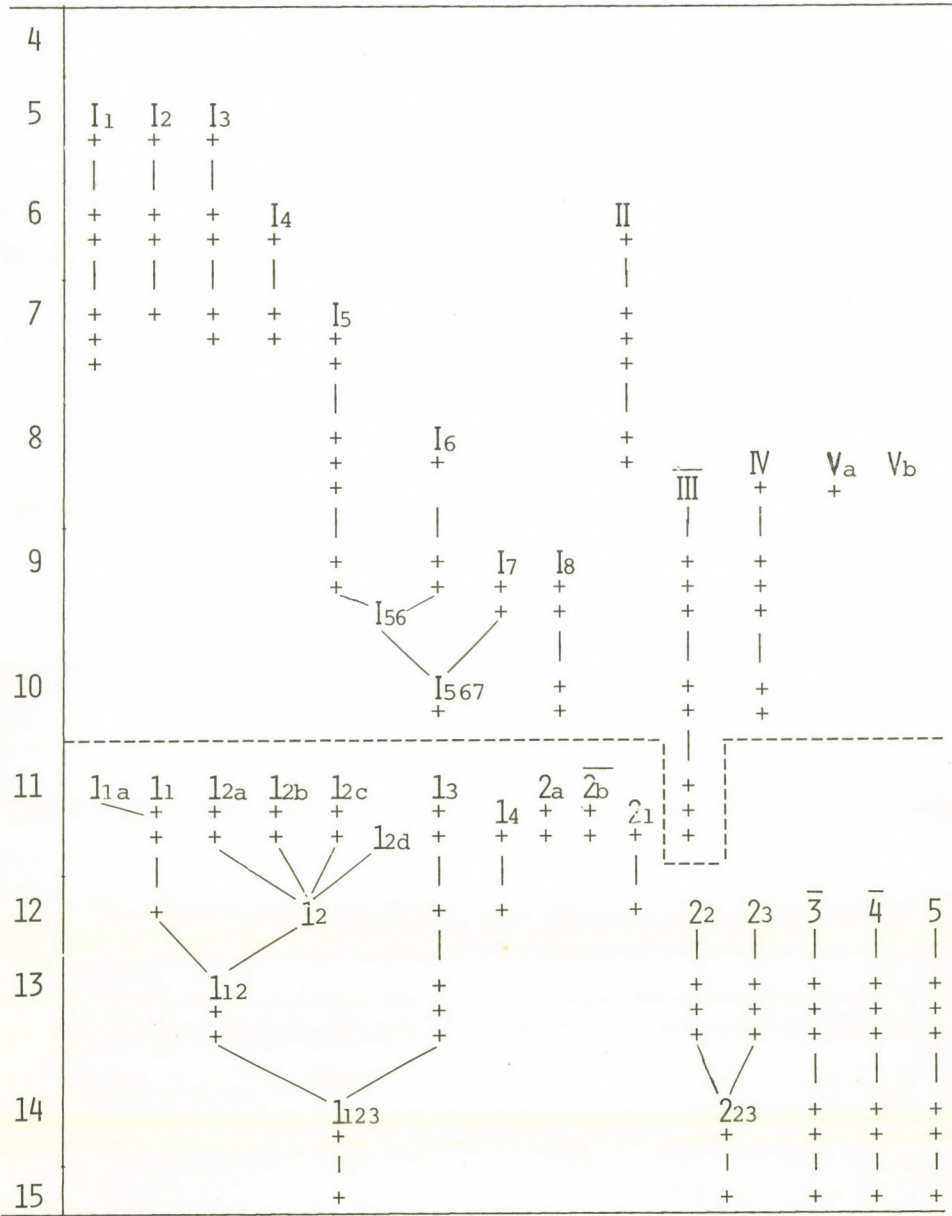 4
5 I1 I2 I3
+ + +
| | |
6 + + + I4 II
+ + + + +
| | | | |
7 + + + + I5 +
+ + + + +
+ + +
| |
8 + I6 +
+ + +
IV Va Vb
+ I̅I̅I̅ + +
| | | |
9 + + I7 I8 + +
+ + + + + +
I56 + + + +
| | |
10 I567 + + +
+ + + +
|
11 11a 11 12a 12b 12c 13 2a 2̅b̅ +
+ + + + + 14 + + 21 +
+ + + + 12d + + + + + +
| | | |
12 + 12 + + + 22 23 3̅ 4̅ 5
| | | | | |
13 112 + + + + + +
+ + + + + + +
+ + + + + + +
| | |
14 1123 223 + + +
+ + + + +
| | | | |
15 + + + + +